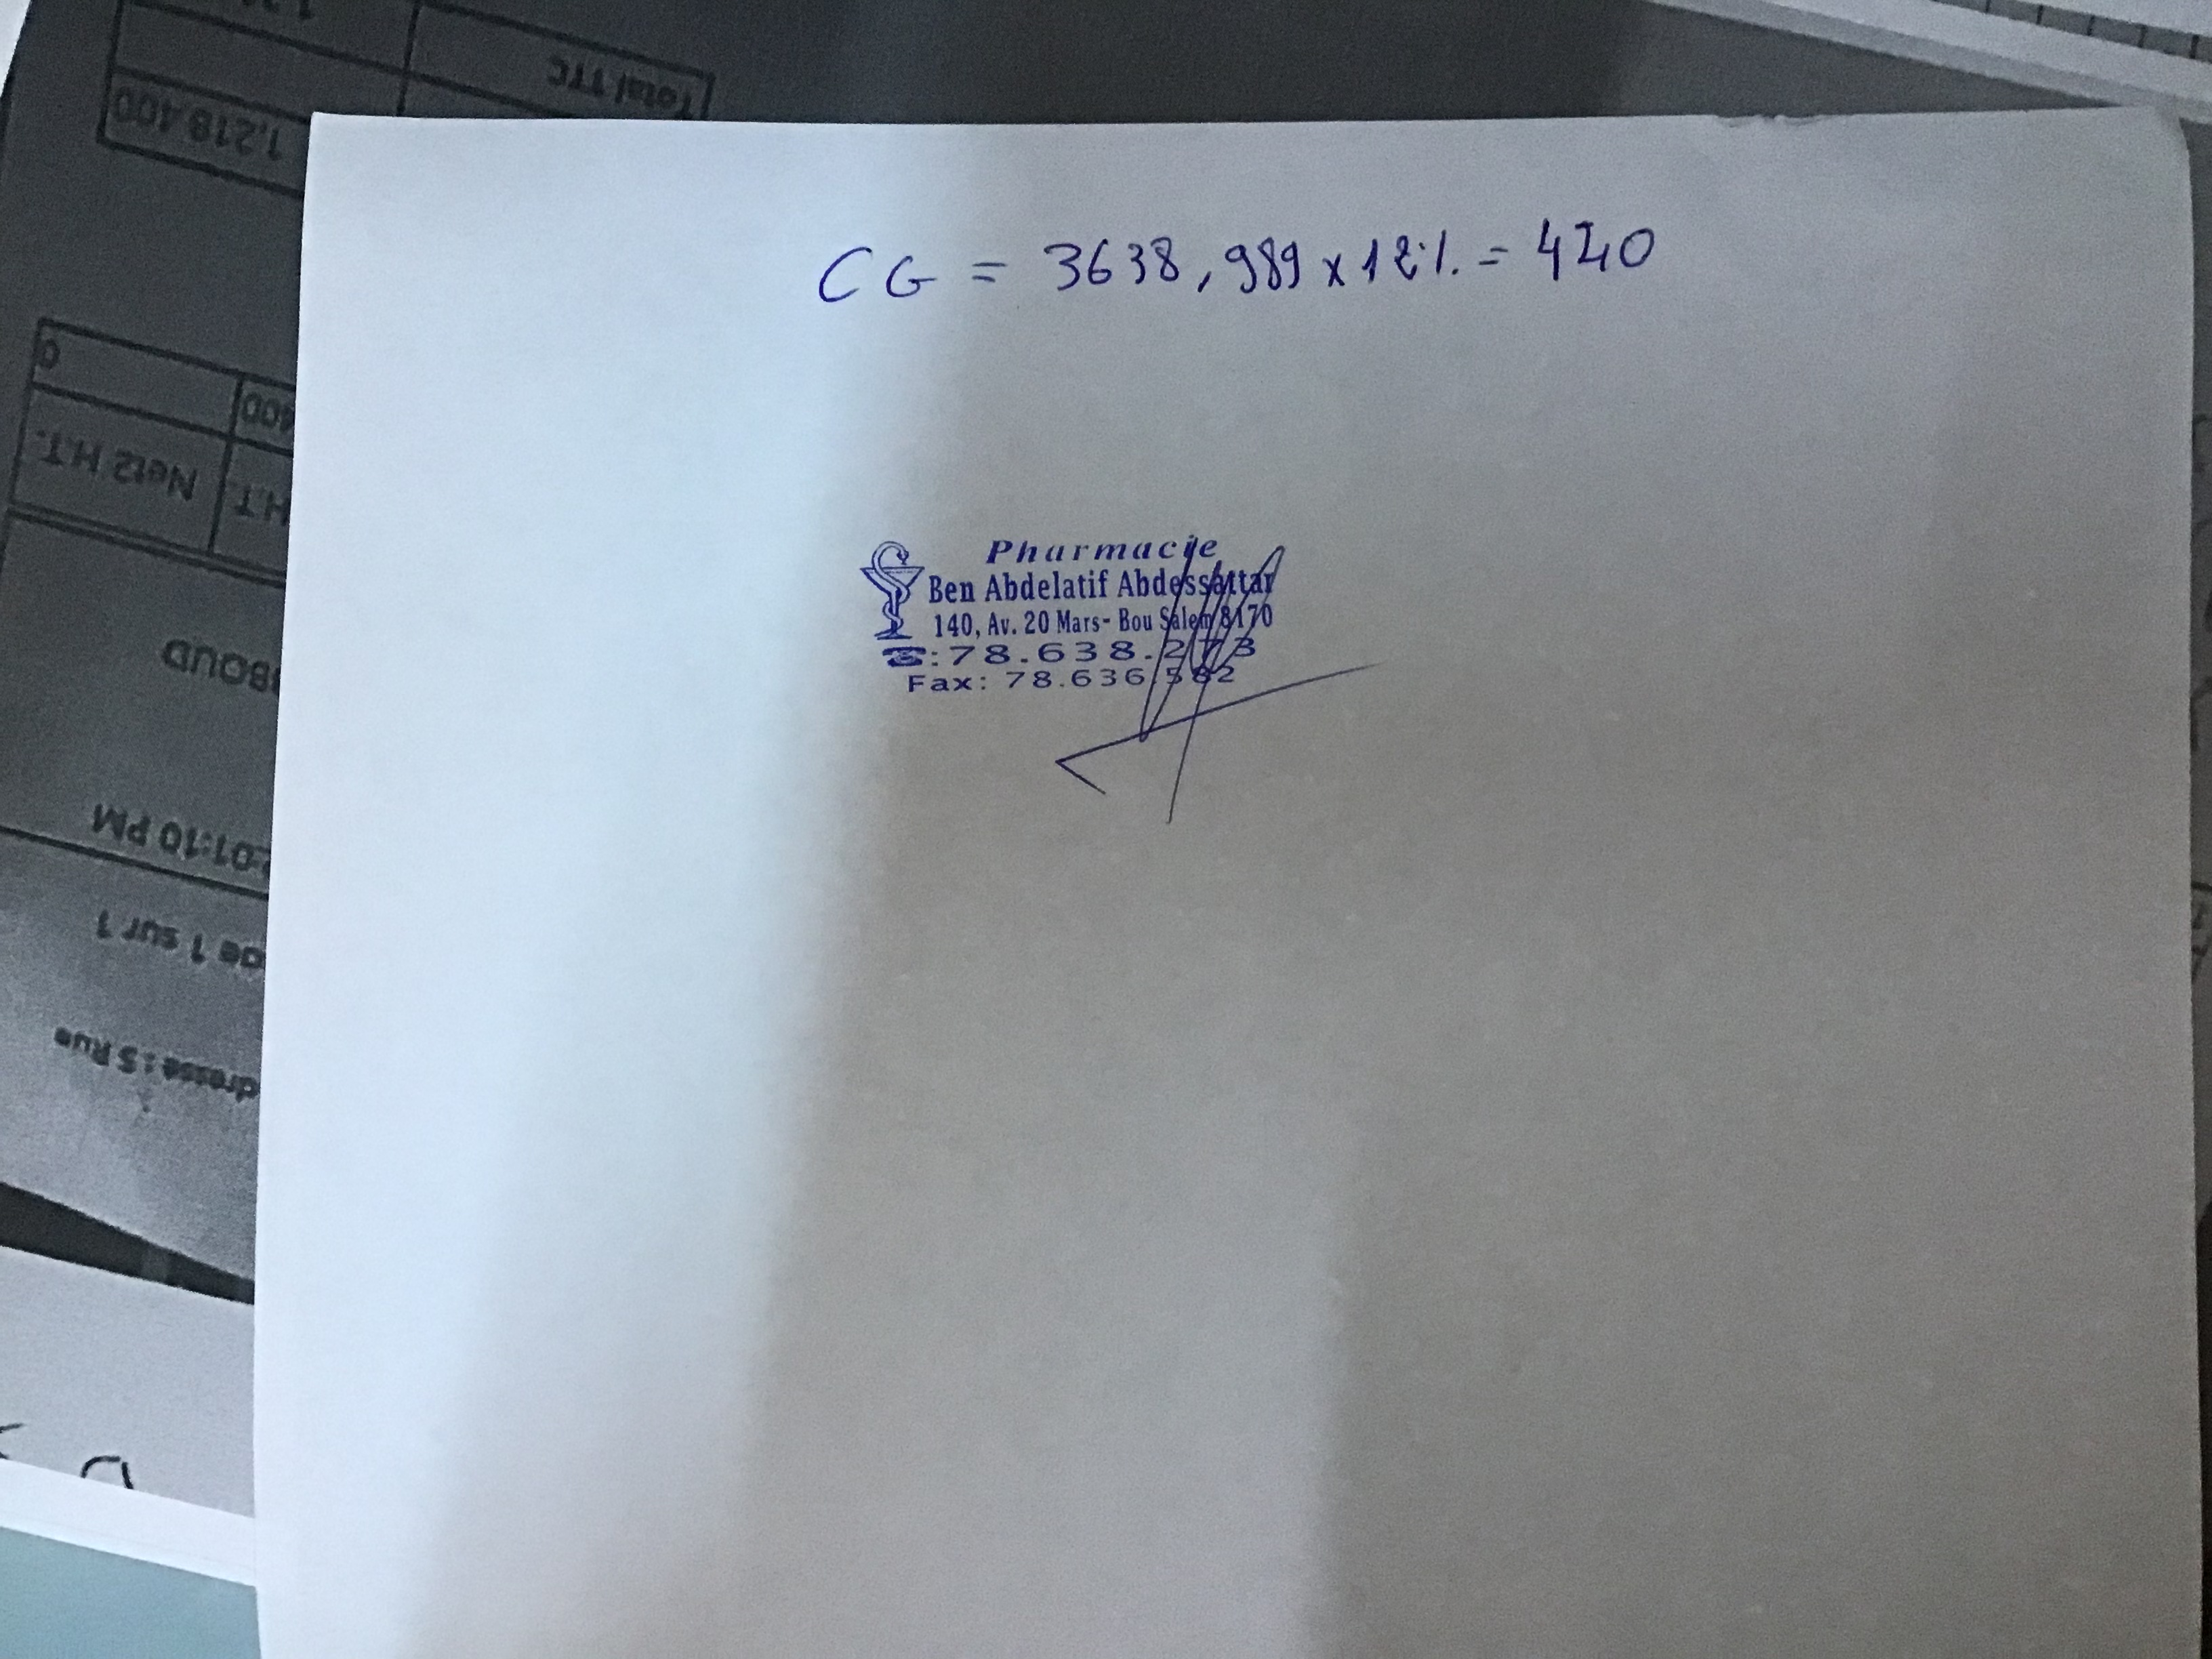 CG = 3638,989 x 12% = 440
Pharmacie
Ben Abdelatif Abdessattar
140, Av. 20 Mars- Bou Salem 8170
☎:78.638.273
Fax: 78.636.582
Total TTC
1,218.400
0
400
Net2 H.T.
H.T.
BOUD
:01:10 PM
ge 1 sur 1
dresse : 5 Rue